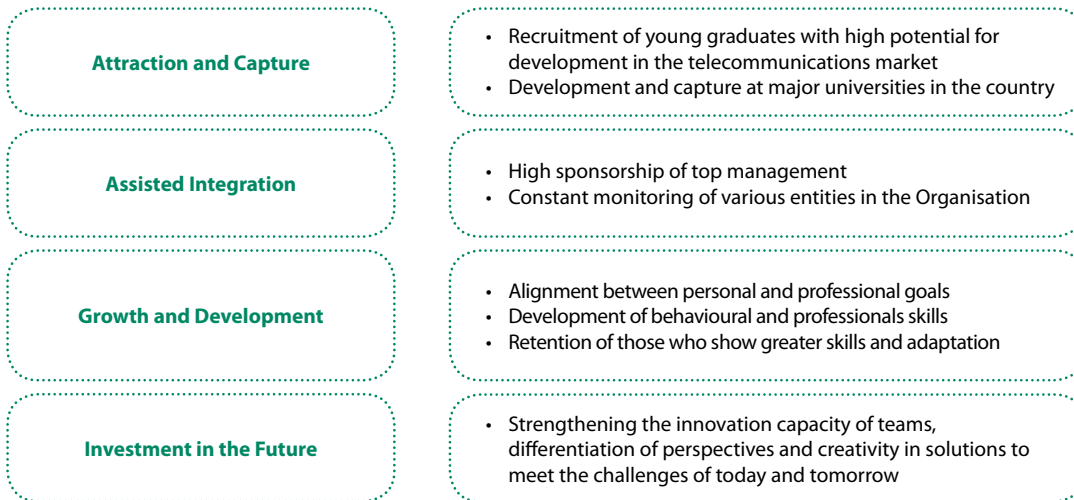 Attraction and Capture
• Recruitment of young graduates with high potential for
development in the telecommunications market
• Development and capture at major universities in the country
Assisted Integration
• High sponsorship of top management
• Constant monitoring of various entities in the Organisation
Growth and Development
• Alignment between personal and professional goals
• Development of behavioural and professionals skills
• Retention of those who show greater skills and adaptation
Investment in the Future
• Strengthening the innovation capacity of teams,
differentiation of perspectives and creativity in solutions to
meet the challenges of today and tomorrow